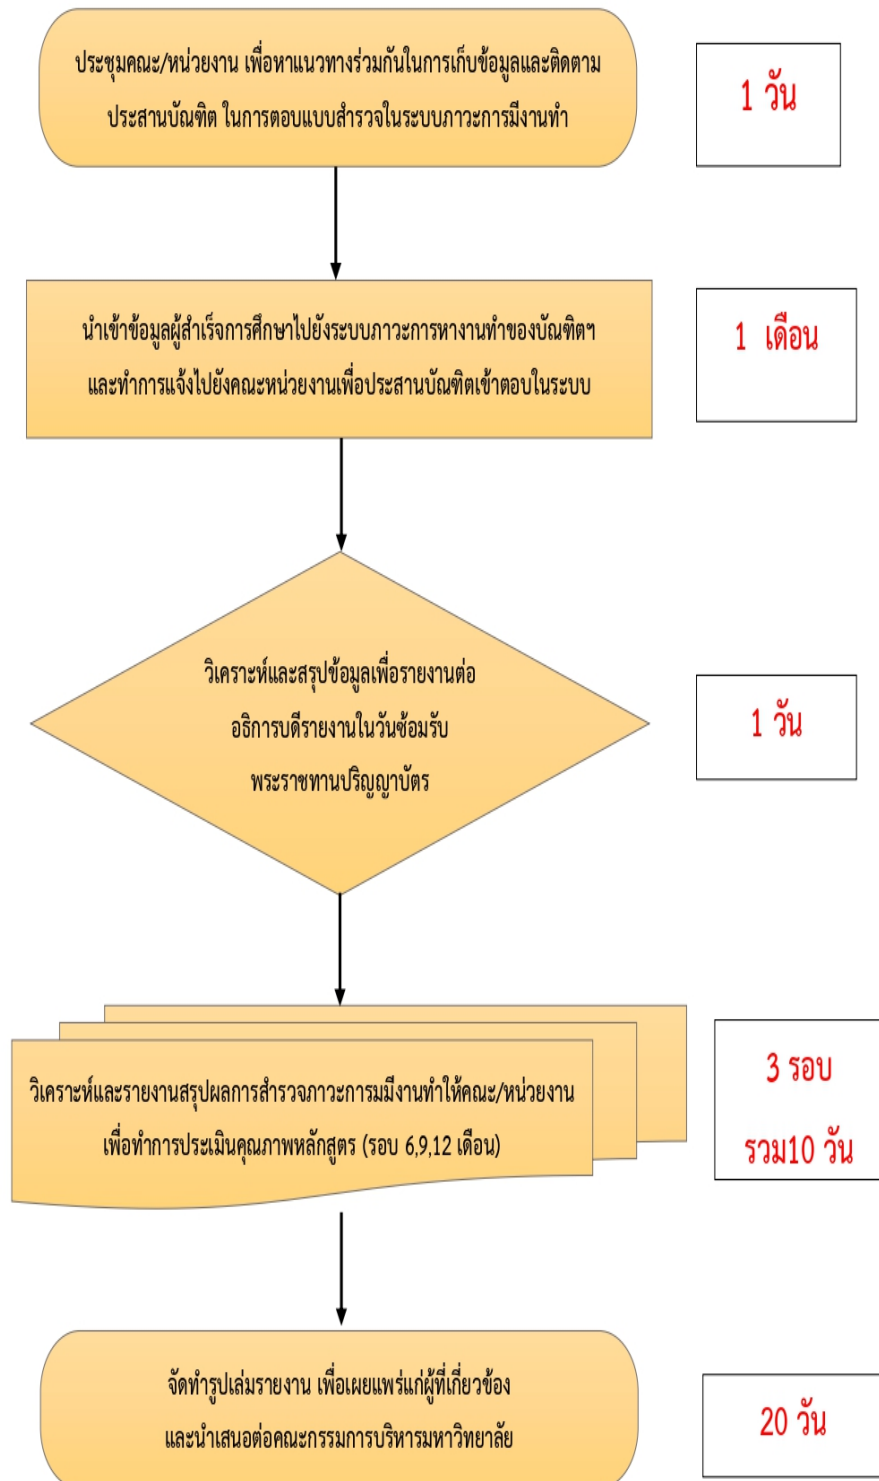 ประชุมคณะ/หน่วยงาน เพื่อหาแนวทางร่วมกันในการเก็บข้อมูลและติดตาม
ประสานบัณฑิต ในการตอบแบบสำรวจในระบบภาวะการมีงานทำ
1 วัน
นำเข้าข้อมูลผู้สำเร็จการศึกษาไปยังระบบภาวะการหางานทำของบัณฑิตฯ
และทำการแจ้งไปยังคณะหน่วยงานเพื่อประสานบัณฑิตเข้าตอบในระบบ
1 เดือน
วิเคราะห์และสรุปข้อมูลเพื่อรายงานต่อ
อธิการบดีรายงานในวันซ้อมรับ
พระราชทานปริญญาบัตร
1 วัน
วิเคราะห์และรายงานสรุปผลการสำรวจภาวะการมมีงานทำให้คณะ/หน่วยงาน
เพื่อทำการประเมินคุณภาพหลักสูตร (รอบ 6,9,12 เดือน)
3 รอบ
รวม10 วัน
จัดทำรูปเล่มรายงาน เพื่อเผยแพร่แก่ผู้ที่เกี่ยวข้อง
และนำเสนอต่อคณะกรรมการบริหารมหาวิทยาลัย
20 วัน